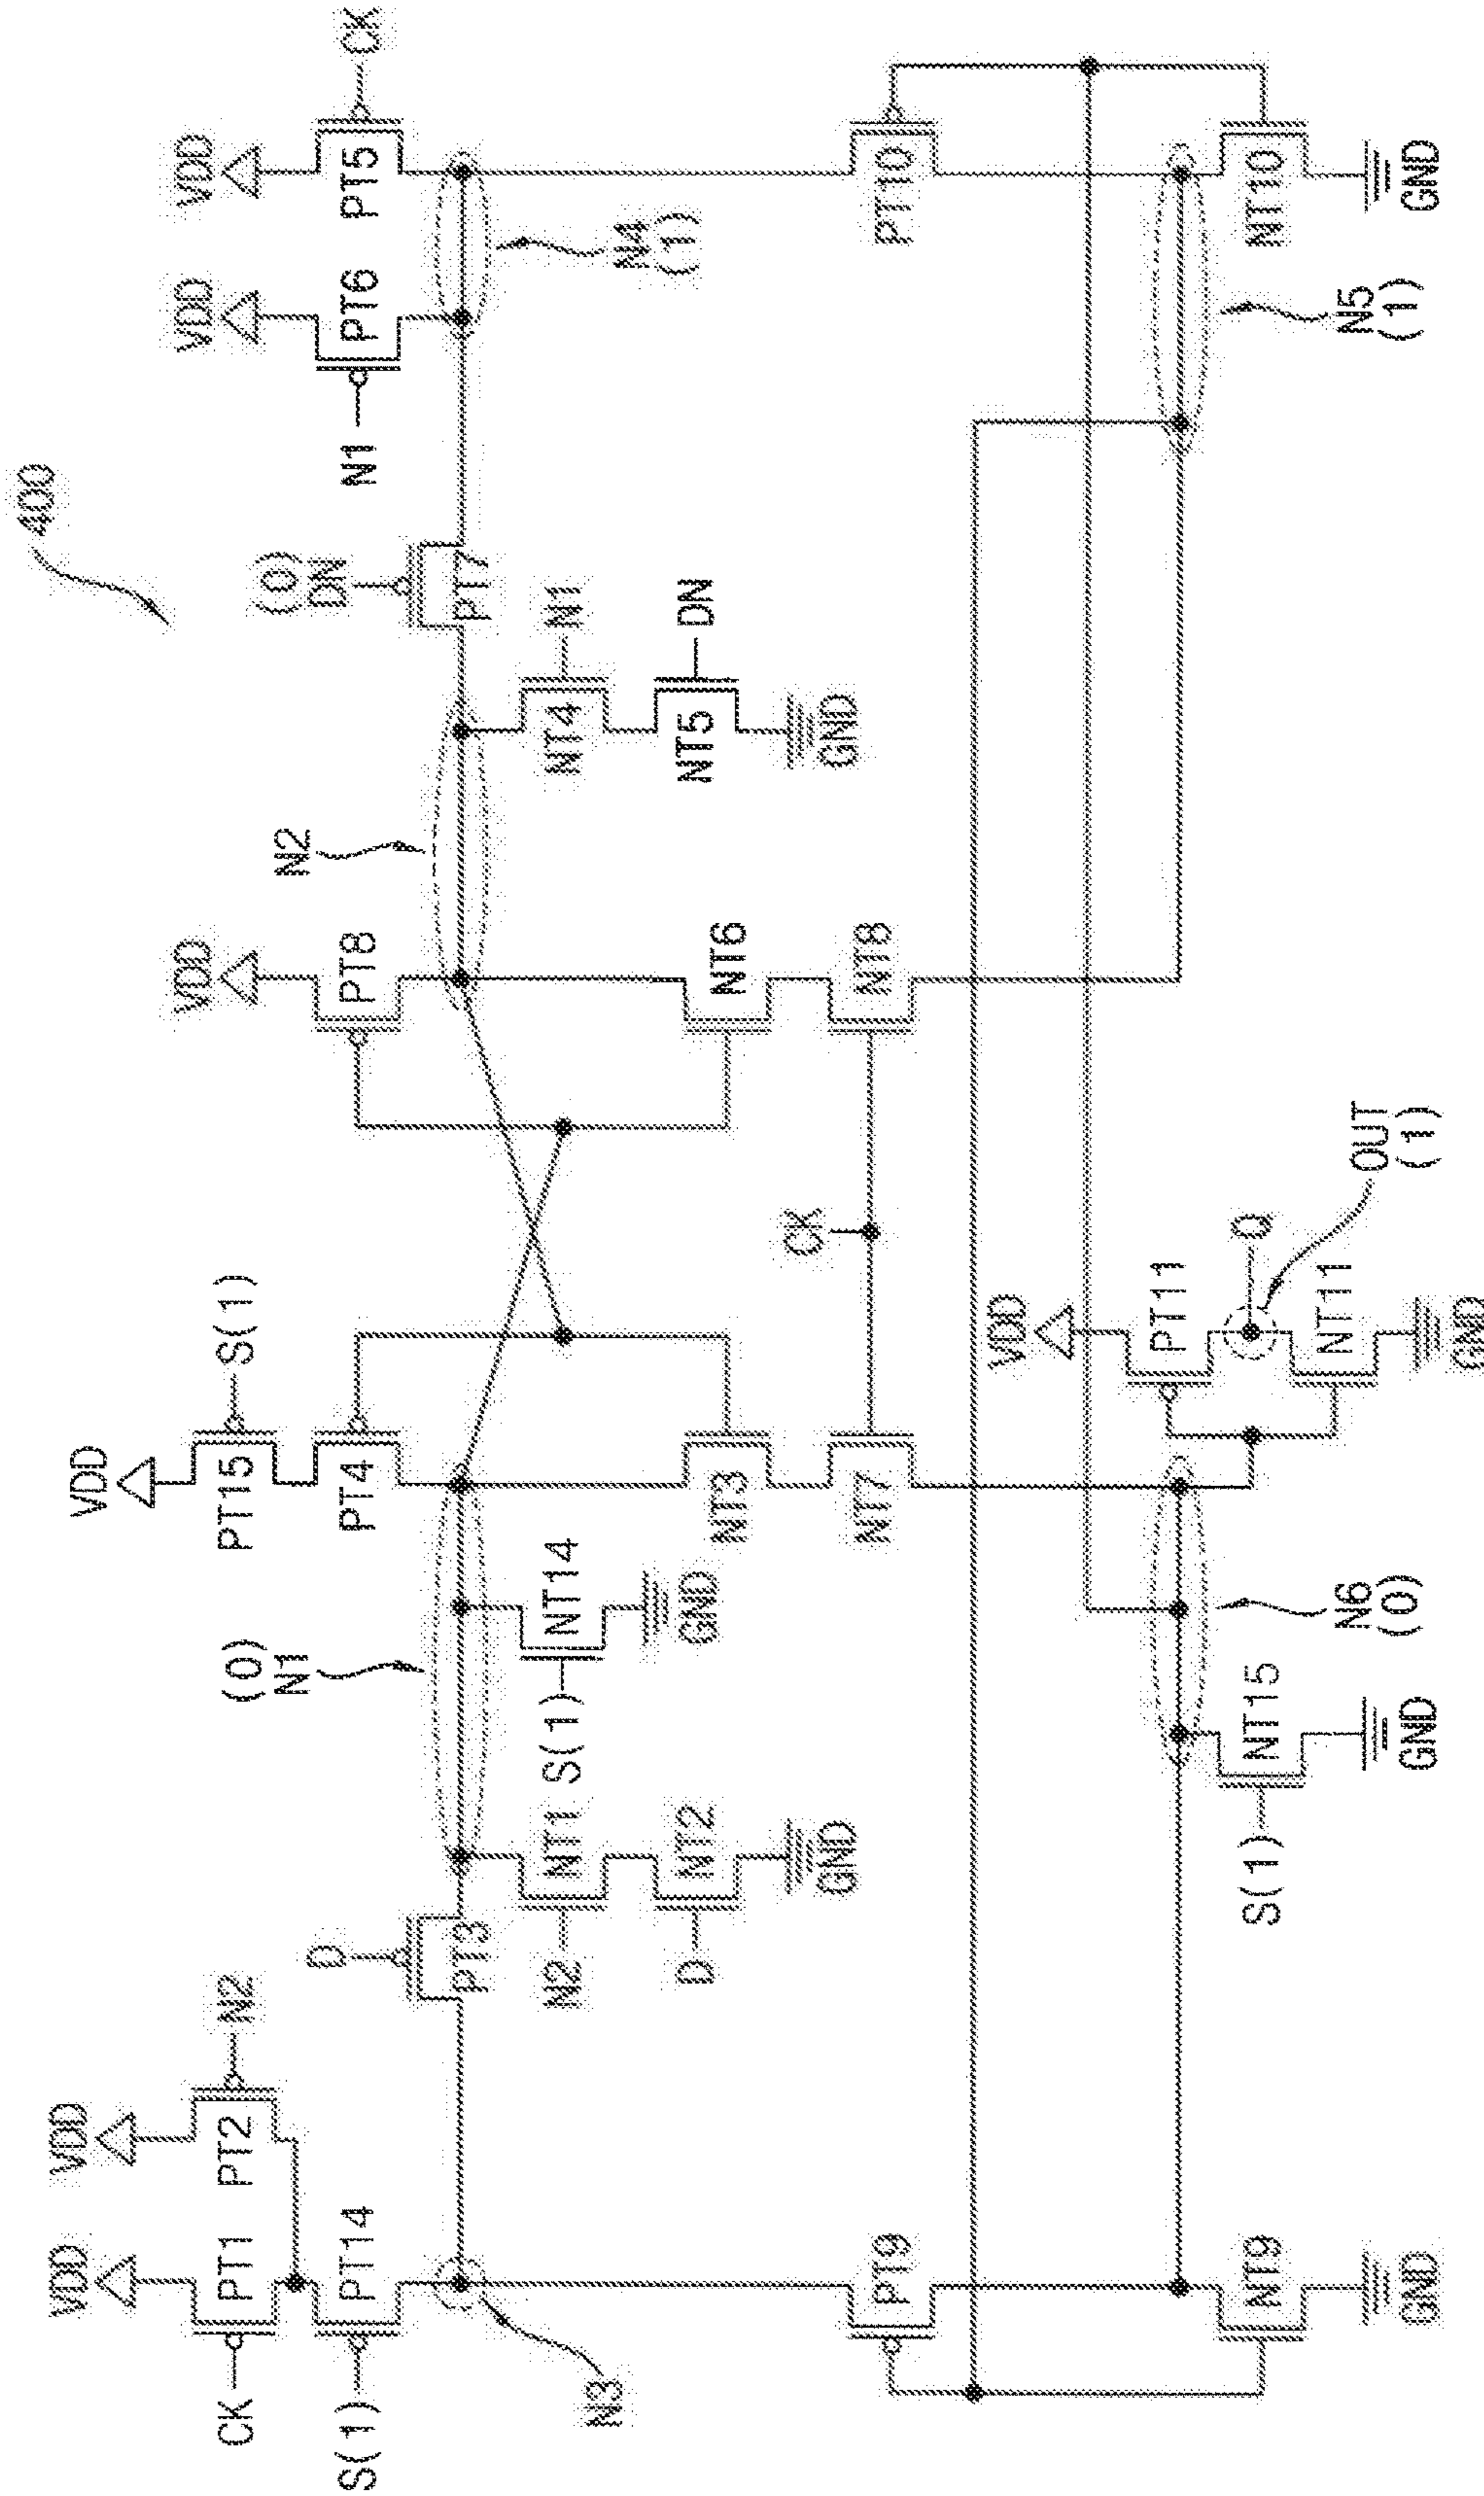 400
VDD
VDD
VDD
VDD
VDD
VDD
CK
PT1
PT2
N2
PT15
S(1)
S(1)
PT14
PT4
PT8
N1
PT6
PT5
CK
(0)
N1
N2
(0)
DN
D
PT3
PT7
N3
N4
(1)
N2
NT1
S(1)
NT14
GND
NT4
N1
D
NT2
GND
NT3
NT6
NT5
DN
GND
PT9
NT7
CK
NT8
PT10
VDD
PT11
Q
OUT
(1)
NT11
GND
NT9
GND
S(1)
NT15
GND
N6
(0)
N5
(1)
NT10
GND